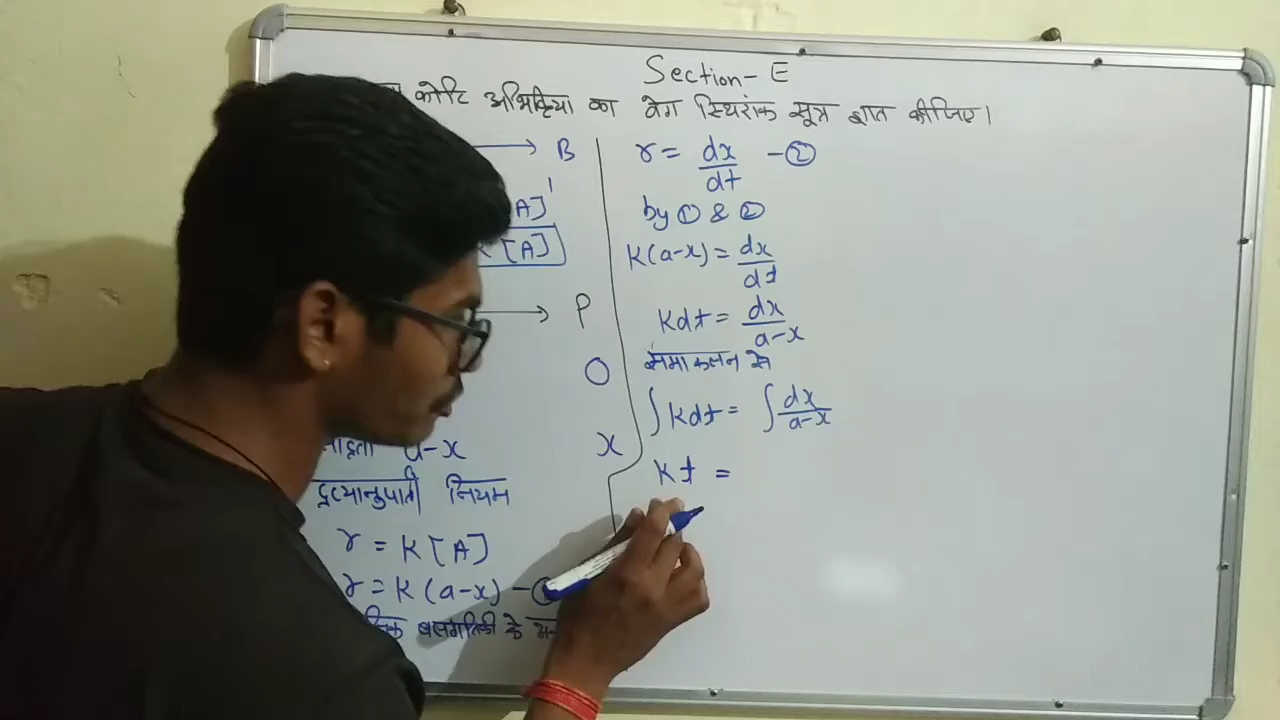 Section-E
कोटि अभिक्रिया का वेग स्थिरांक सूत्र ज्ञात कीजिए।
→ B
A]¹
[A]
→ P
O
a-x x
द्रव्यानुपाती नियम
r = K[A]
r = K(a-x) -
बलगतिकी के
r = dx/dt -②
by ① & ②
K(a-x) = dx/dt
Kdt = dx/a-x
समाकलन से
∫Kdt = ∫dx/a-x
Kt =